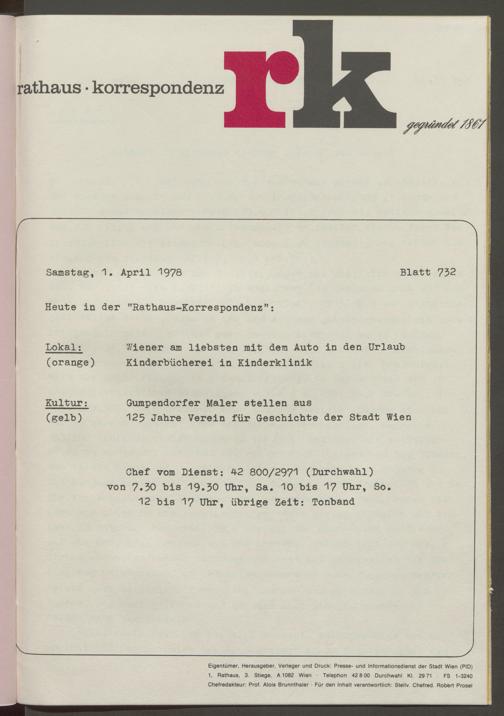 rathaus · korrespondenz rk
gegründet 1861
Samstag, 1. April 1978 Blatt 732
Heute in der "Rathaus-Korrespondenz":
Lokal: Wiener am liebsten mit dem Auto in den Urlaub
(orange) Kinderbücherei in Kinderklinik
Kultur: Gumpendorfer Maler stellen aus
(gelb) 125 Jahre Verein für Geschichte der Stadt Wien
Chef vom Dienst: 42 800/2971 (Durchwahl)
von 7.30 bis 19.30 Uhr, Sa. 10 bis 17 Uhr, So.
12 bis 17 Uhr, übrige Zeit: Tonband
Eigentümer, Herausgeber, Verleger und Druck: Presse- und Informationsdienst der Stadt Wien (PID)
1, Rathaus, 3. Stiege, A 1082 Wien · Telephon 42 8 00 Durchwahl Kl. 29 71 · FS 1-3240
Chefredakteur: Prof. Alois Brunnthaler · Für den Inhalt verantwortlich: Stellv. Chefred. Robert Prosel